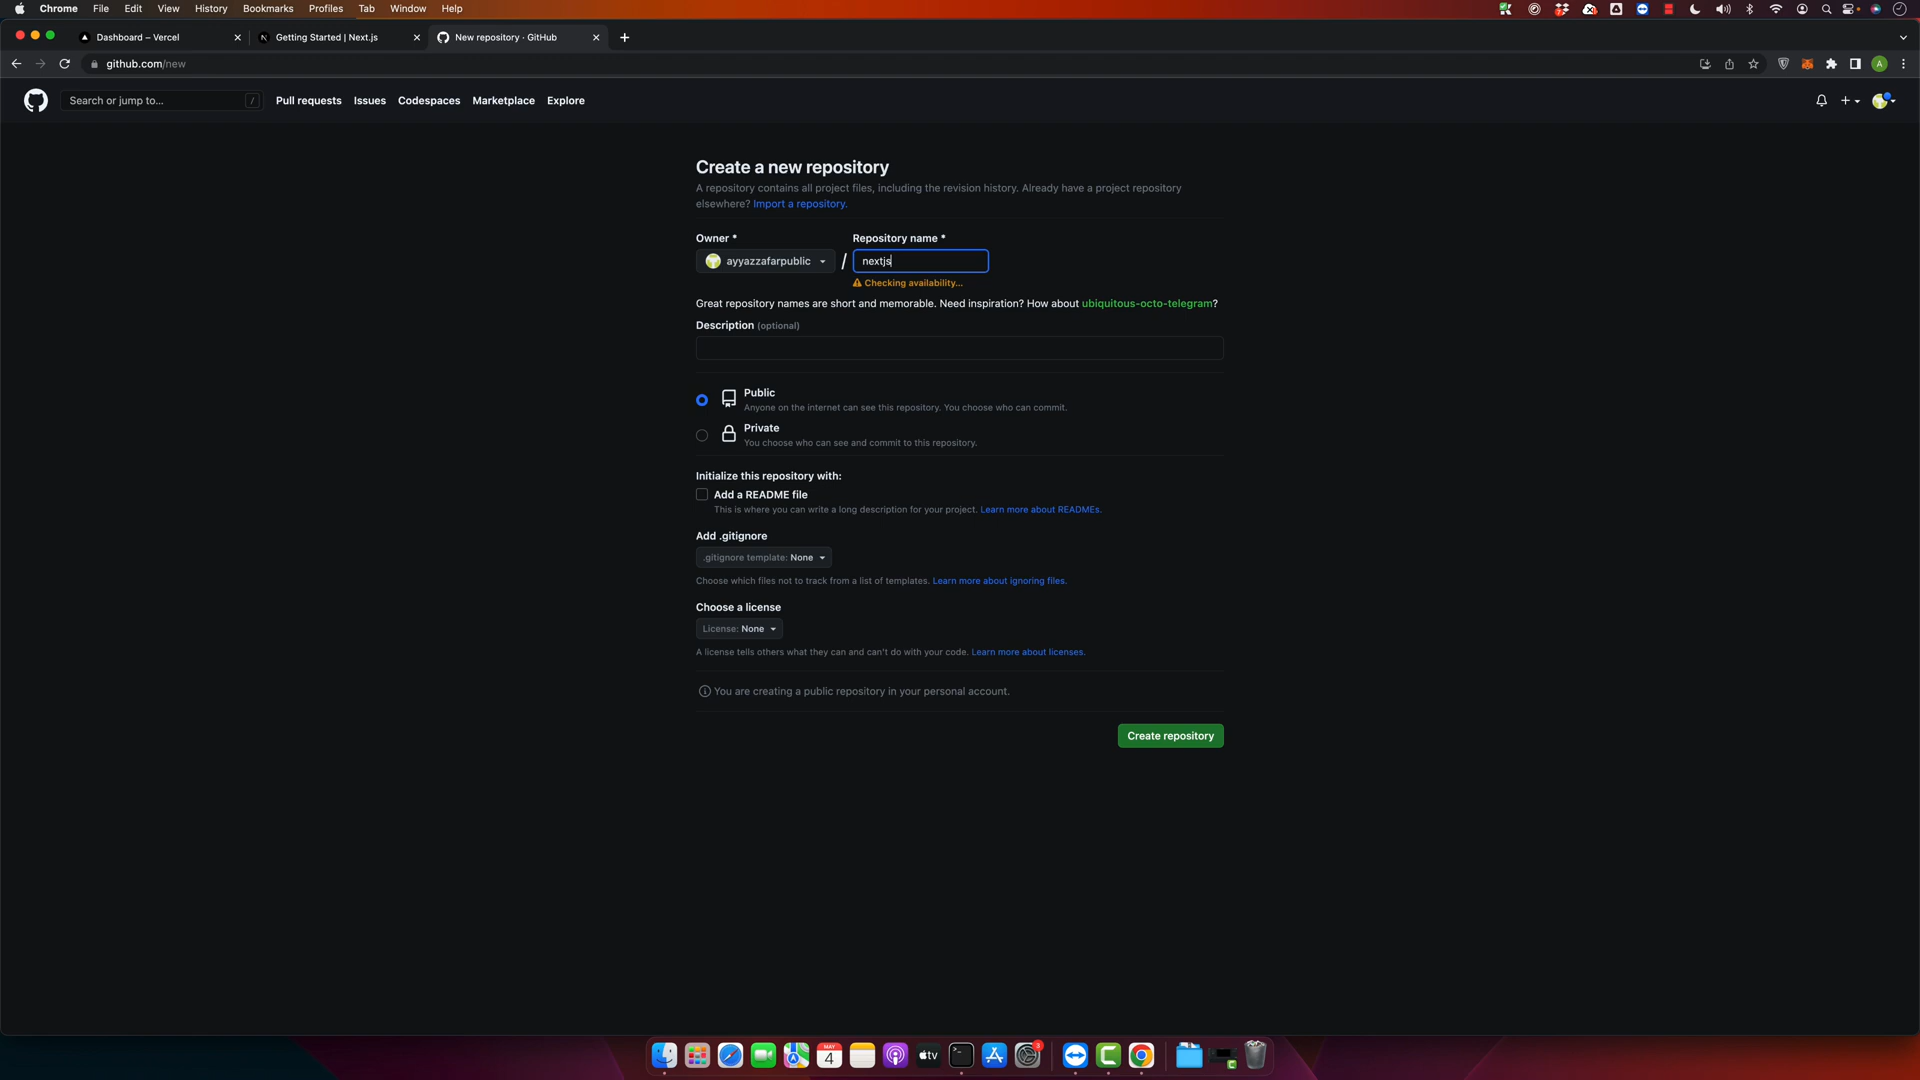 Chrome File Edit View History Bookmarks Profiles Tab Window Help
Dashboard – Vercel
Getting Started | Next.js
New repository · GitHub
github.com/new
A
Search or jump to... /
Pull requests Issues Codespaces Marketplace Explore
Create a new repository
A repository contains all project files, including the revision history. Already have a project repository
elsewhere? Import a repository.
Owner * Repository name *
ayyazzafarpublic / nextjs
Checking availability...
Great repository names are short and memorable. Need inspiration? How about ubiquitous-octo-telegram?
Description (optional)
Public
Anyone on the internet can see this repository. You choose who can commit.
Private
You choose who can see and commit to this repository.
Initialize this repository with:
Add a README file
This is where you can write a long description for your project. Learn more about READMEs.
Add .gitignore
.gitignore template: None
Choose which files not to track from a list of templates. Learn more about ignoring files.
Choose a license
License: None
A license tells others what they can and can't do with your code. Learn more about licenses.
You are creating a public repository in your personal account.
Create repository
MAY
4
tv
3